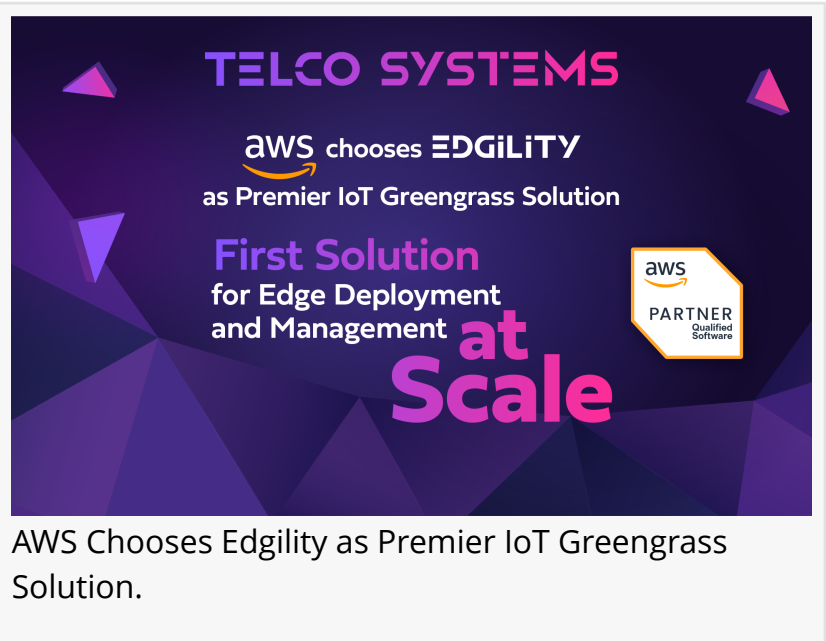 TELCO SYSTEMS
aws chooses EDGiLiTY
as Premier IoT Greengrass Solution
First Solution
for Edge Deployment
and Management
at
Scale
aws
PARTNER
Qualified
Software
AWS Chooses Edgility as Premier IoT Greengrass
Solution.